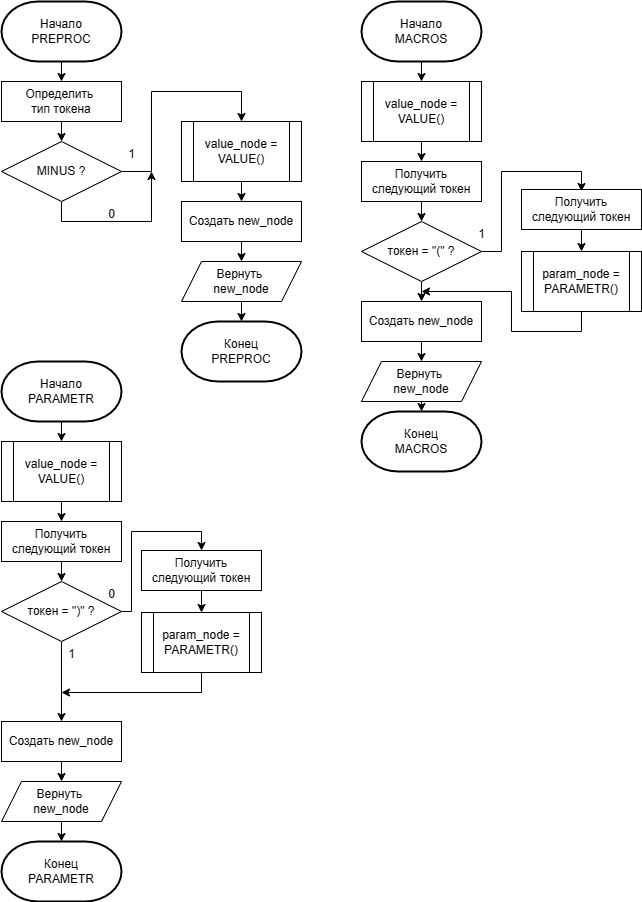 Начало
PREPROC
Определить
тип токена
MINUS ?
1
0
value_node =
VALUE()
Создать new_node
Вернуть
new_node
Конец
PREPROC
Начало
MACROS
value_node =
VALUE()
Получить
следующий токен
токен = "(" ?
1
Получить
следующий токен
param_node =
PARAMETR()
Создать new_node
Вернуть
new_node
Конец
MACROS
Начало
PARAMETR
value_node =
VALUE()
Получить
следующий токен
токен = ")" ?
0
1
Получить
следующий токен
param_node =
PARAMETR()
Создать new_node
Вернуть
new_node
Конец
PARAMETR